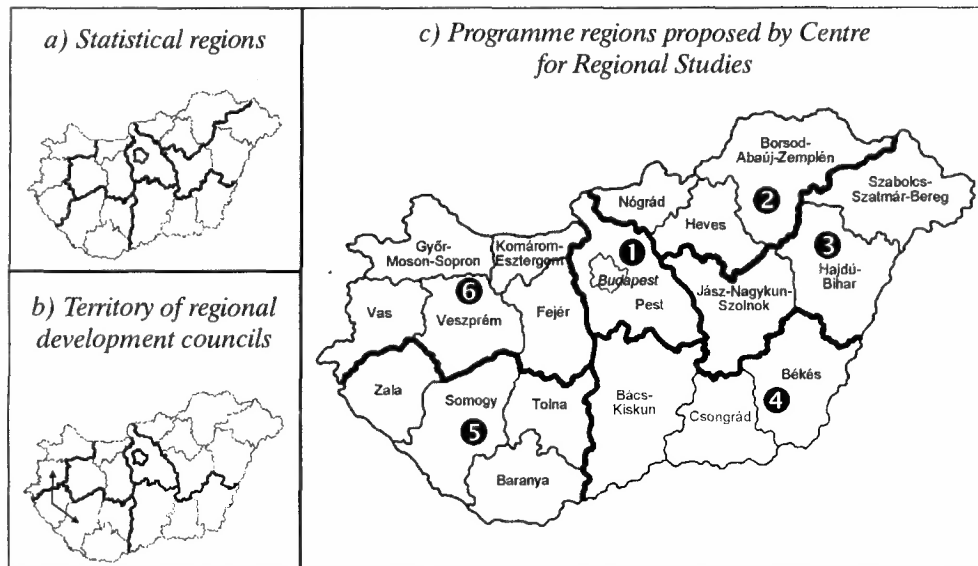 a) Statistical regions
b) Territory of regional
development councils
c) Programme regions proposed by Centre
for Regional Studies
Borsod-
Abaúj-Zemplén
Szabolcs-
Szatmár-Bereg
Nógrád
2
Heves
3
Hajdú-
Bihar
1
Budapest
Pest
Jász-Nagykun-
Szolnok
Győr-
Moson-Sopron
Komárom-
Esztergom
6
Vas
Veszprém
Fejér
Zala
Somogy
Tolna
5
Baranya
Bács-
Kiskun
Csongrád
Békés
4